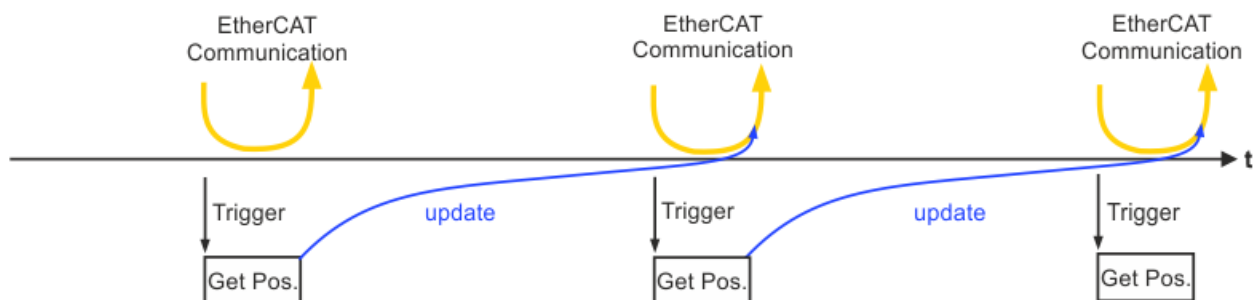 EtherCAT
Communication
EtherCAT
Communication
EtherCAT
Communication
t
Trigger
update
Trigger
update
Trigger
Get Pos.
Get Pos.
Get Pos.